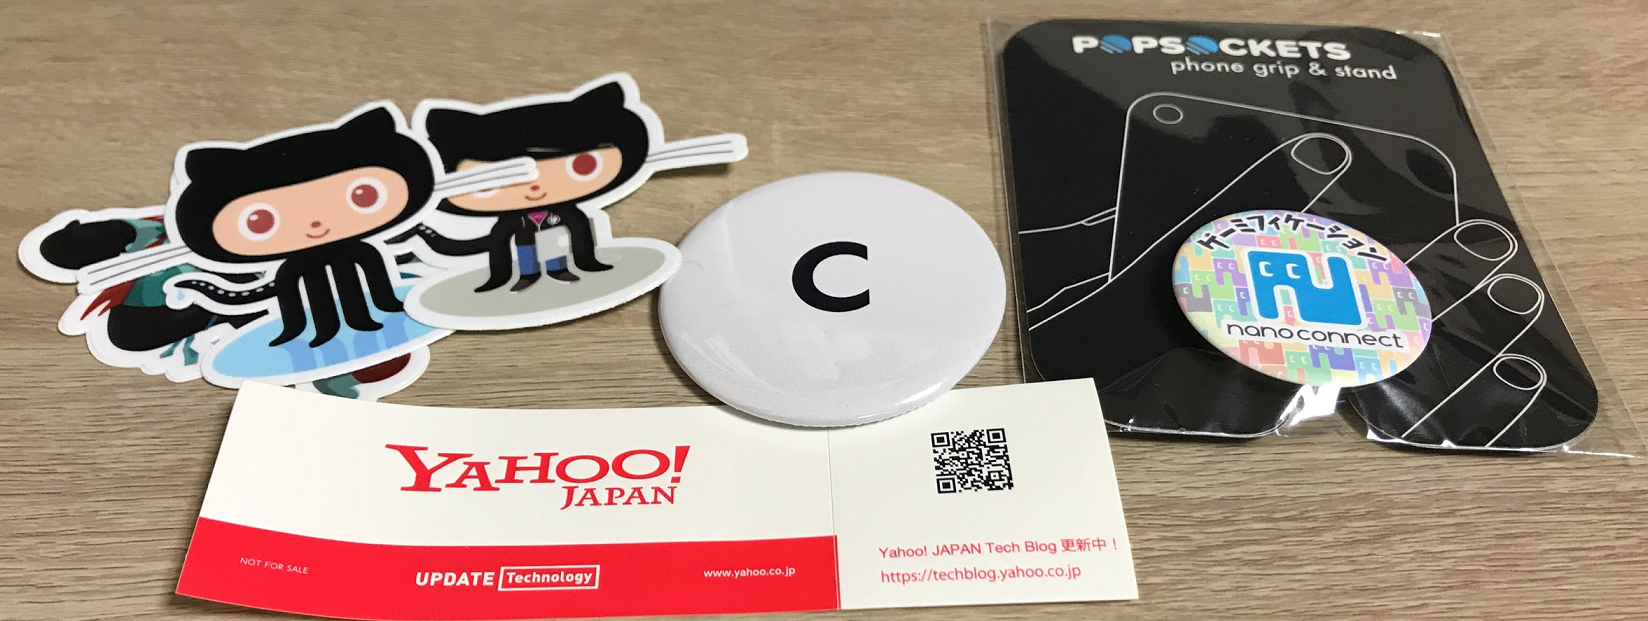 POPSOCKETS
phone grip & stand
C
ゲーミフィケーション
nanoconnect
YAHOO!
JAPAN
NOT FOR SALE
UPDATE Technology
www.yahoo.co.jp
Yahoo! JAPAN Tech Blog 更新中！
https://techblog.yahoo.co.jp